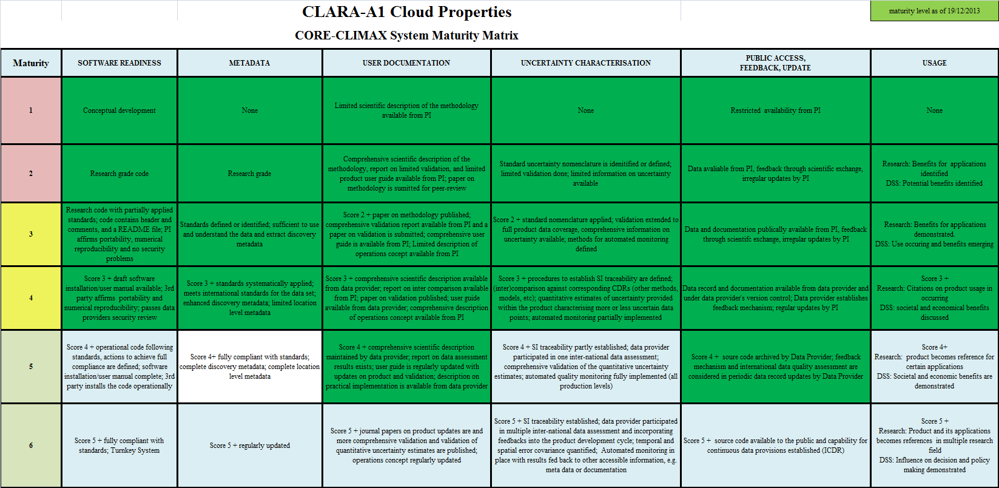 CLARA-A1 Cloud Properties
maturity level as of 19/12/2013
CORE-CLIMAX System Maturity Matrix
Maturity
SOFTWARE READINESS
METADATA
USER DOCUMENTATION
UNCERTAINTY CHARACTERISATION
PUBLIC ACCESS,
FEEDBACK, UPDATE
USAGE
1
Conceptual development
None
Limited scientific description of the methodology
available from PI
None
Restricted availability from PI
None
2
Research grade code
Research grade
Comprehensive scientific description of the
methodology, report on limited validation, and limited
product user guide available from PI; paper on
methodology is sumitted for peer-review
Standard uncertainty nomenclature is identitified or defined;
limited validation done; limited information on uncertainty
available
Data avaliable from PI, feedback through scientific exchange,
irregular updates by PI
Research: Benefits for applications
identified
DSS: Potential benefits identified
3
Research code with partially applied
standards; code contains header and
comments, and a README file; PI
affirms portability, numerical
reproducibility and no security
problems
Standards defined or identified; sufficient to use
and understand the data and extract discovery
metadata
Score 2 + paper on methodology published;
comprehensive validation report available from PI and a
paper on validation is submitted; comprehensive user
guide is available from PI; Limited description of
operations cocept available from PI
Score 2 + standard nomenclature applied; validation extended to
full product data coverage, comprehensive information on
uncertainty available; methods for automated monitoring
defined
Data and documentation publically available from PI, feedback
through scientific exchange, irregular updates by PI
Research: Benefits for applications
demonstrated.
DSS: Use occuring and benefits emerging
4
Score 3 + draft software
installation/user manual available; 3rd
party affirms portability and
numerical reproducibility; passes data
providers security review
Score 3 + standards systematically applied;
meets international standards for the data set;
enhanced discovery metadata; limited location
level metadata
Score 3 + comprehensive scientific description available
from data provider; report on inter comparison available
from PI; paper on validation published; user guide
available from data provider; comprehensive description
of operations concept available from PI
Score 3 + procedures to establish SI traceability are defined;
(inter)comparison against corresponding CDRs (other methods,
models, etc); quantitative estimates of uncertainty provided
within the product characterising more or less uncertain data
points; automated monitoring partially implemented
Data record and documentation available from data provider and
under data provider's version control; Data provider establishes
feedback mechanism; regular updates by PI
Score 3 +
Research: Citations on product usage in
occurring
DSS: societal and economical benefits
discussed
5
Score 4 + operational code following
standards, actions to achieve full
compliance are defined; software
installation/user manual complete; 3rd
party installs the code operationally
Score 4+ fully compliant with standards;
complete discovery metadata; complete location
level metadata
Score 4 + comprehensive scientific description
maintained by data provider; report on data assessment
results exists; user guide is regularly updated with
updates on product and validation; description on
practical implementation is available from data provider
Score 4 + SI traceability partly established; data provider
participated in one inter-national data assessment;
comprehensive validation of the quantitative uncertainty
estimates; automated quality monitoring fully implemented (all
production levels)
Score 4 + soure code archived by Data Provider; feedback
mechanism and international data quality assessment are
considered in periodic data record updates by Data Provider
Score 4+
Research: product becomes reference for
certain applications
DSS: Societal and economic benefits are
demonstrated
6
Score 5 + fully compliant with
standards; Turnkey System
Score 5 + regularly updated
Score 5 + journal papers on product updates are and
more comprehensive validation and validation of
quantitative uncertainty estimates are published;
operations concept regularly updated
Score 5 + SI traceability established; data provider participated
in multiple inter-national data assessment and incorporating
feedbacks into the product development cycle; temporal and
spatial error covariance quantified; Automated monitoring in
place with results fed back to other accessible information, e.g.
meta data or documentation
Score 5 + source code available to the public and capability for
continuous data provisions established (ICDR)
Score 5 +
Research: Product and its applications
becomes references in multiple research
field
DSS: Influence on decision and policy
making demonstrated